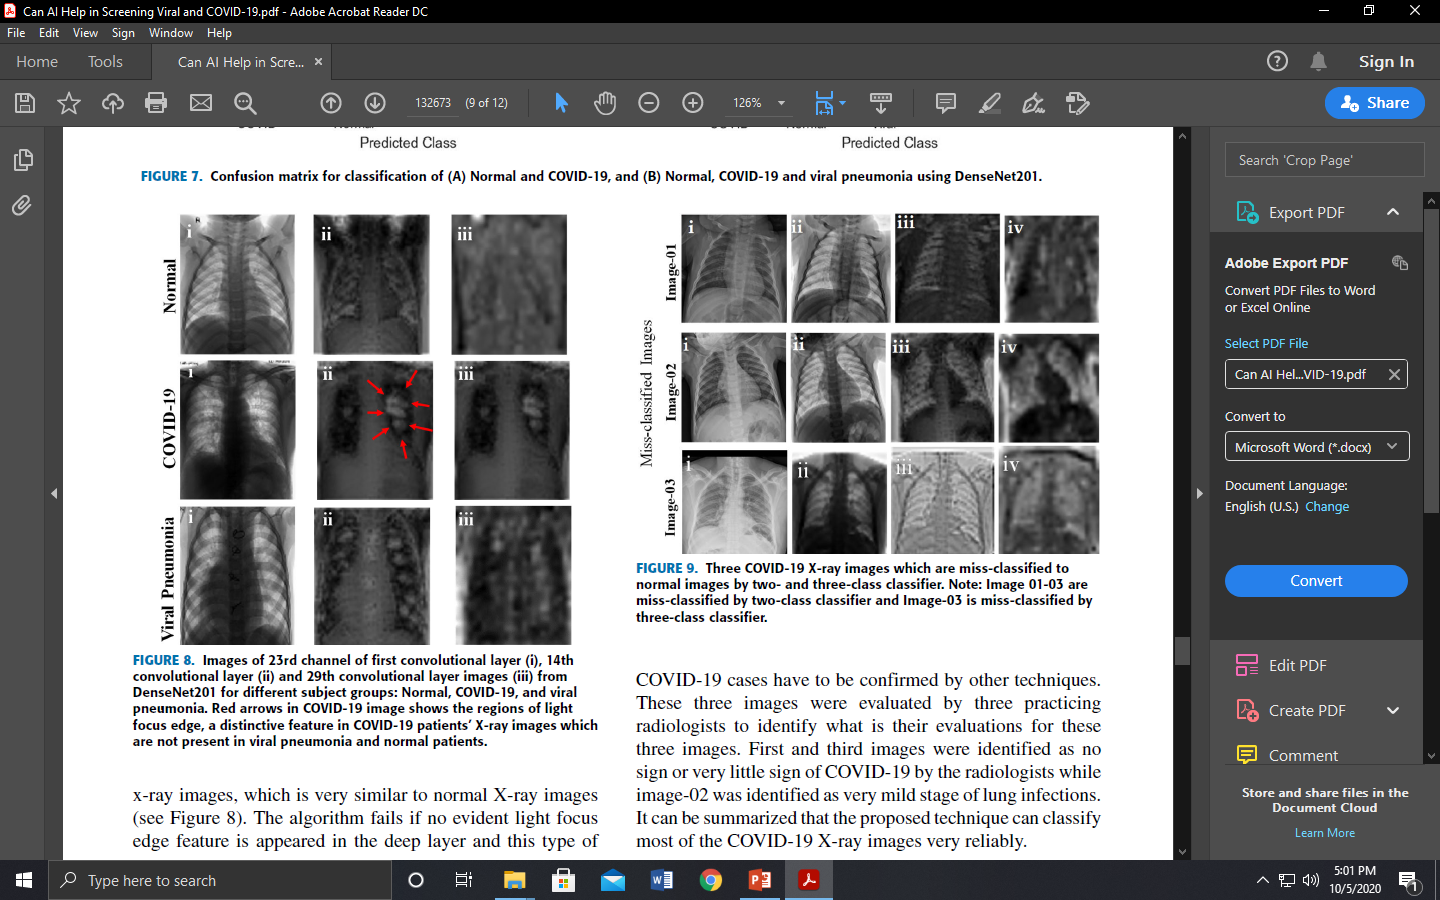 Can AI Help in Screening Viral and COVID-19.pdf - Adobe Acrobat Reader DC
File Edit View Sign Window Help
Home Tools Can AI Help in Scre... ×
132673 (9 of 12) 126%
Share
Sign In
Predicted Class
Predicted Class
FIGURE 7. Confusion matrix for classification of (A) Normal and COVID-19, and (B) Normal, COVID-19 and viral pneumonia using DenseNet201.
Normal
i ii iii
COVID-19
i ii iii
Viral Pneumonia
i ii iii
FIGURE 8. Images of 23rd channel of first convolutional layer (i), 14th
convolutional layer (ii) and 29th convolutional layer images (iii) from
DenseNet201 for different subject groups: Normal, COVID-19, and viral
pneumonia. Red arrows in COVID-19 image shows the regions of light
focus edge, a distinctive feature in COVID-19 patients' X-ray images which
are not present in viral pneumonia and normal patients.
x-ray images, which is very similar to normal X-ray images
(see Figure 8). The algorithm fails if no evident light focus
edge feature is appeared in the deep layer and this type of
Miss-classified Images
Image-01
i ii iii iv
Image-02
i ii iii iv
Image-03
i ii iii iv
FIGURE 9. Three COVID-19 X-ray images which are miss-classified to
normal images by two- and three-class classifier. Note: Image 01-03 are
miss-classified by two-class classifier and Image-03 is miss-classified by
three-class classifier.
COVID-19 cases have to be confirmed by other techniques.
These three images were evaluated by three practicing
radiologists to identify what is their evaluations for these
three images. First and third images were identified as no
sign or very little sign of COVID-19 by the radiologists while
image-02 was identified as very mild stage of lung infections.
It can be summarized that the proposed technique can classify
most of the COVID-19 X-ray images very reliably.
Search 'Crop Page'
Export PDF
Adobe Export PDF
Convert PDF Files to Word
or Excel Online
Select PDF File
Can AI Hel...VID-19.pdf
Convert to
Microsoft Word (*.docx)
Document Language:
English (U.S.) Change
Convert
Edit PDF
Create PDF
Comment
Store and share files in the
Document Cloud
Learn More
Type here to search
5:01 PM
10/5/2020
1